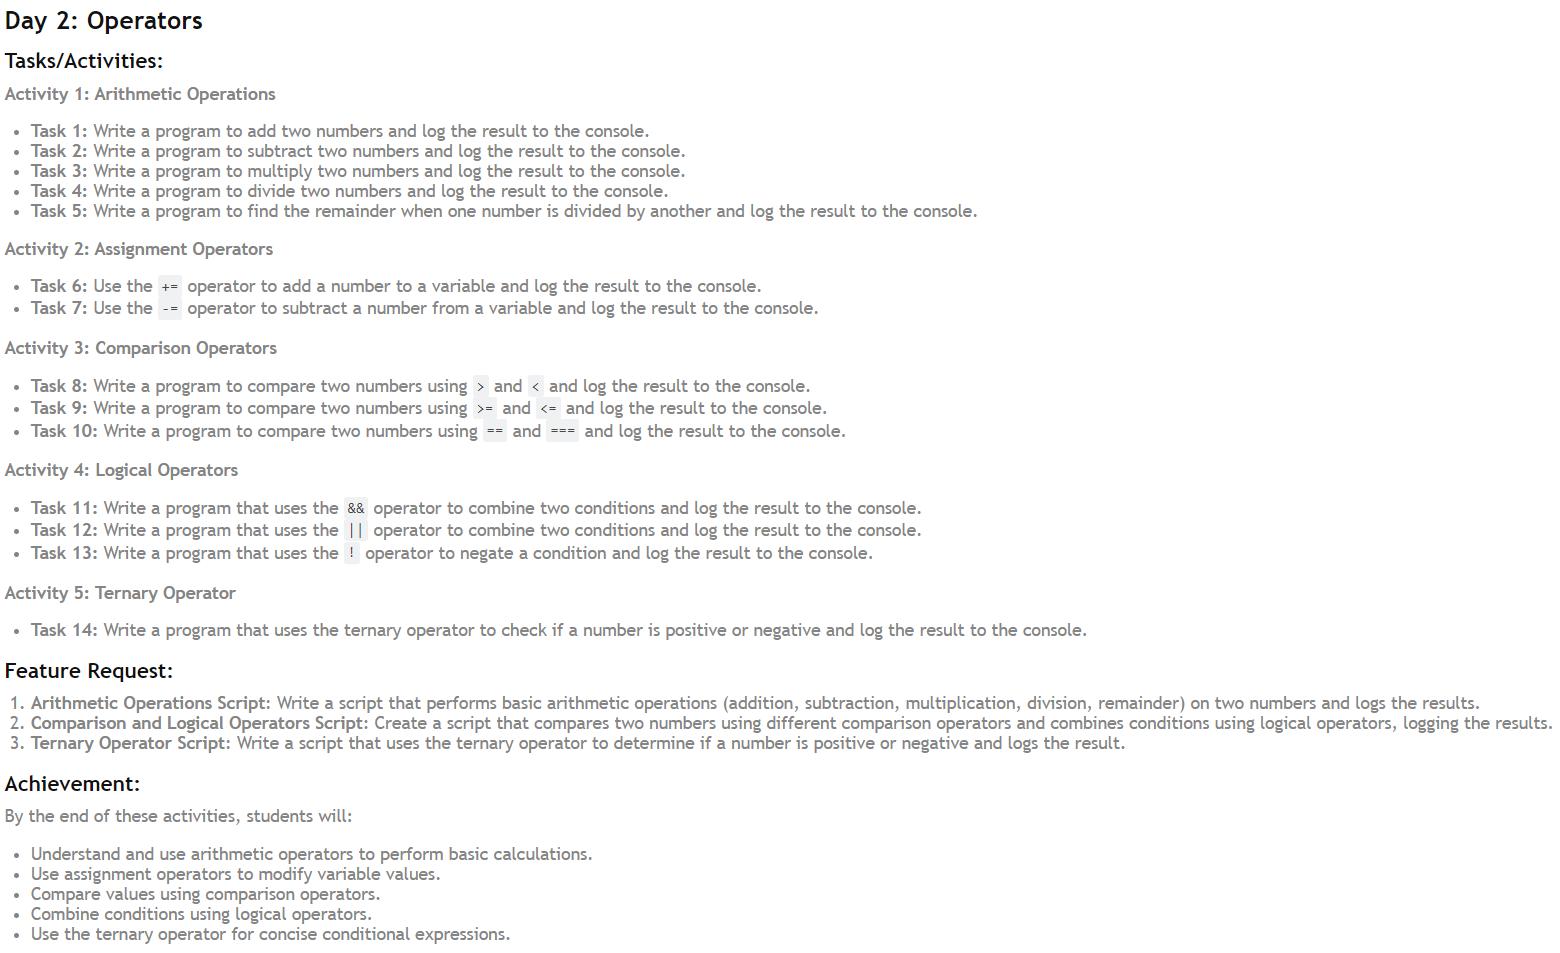 Day 2: Operators
Tasks/Activities:
Activity 1: Arithmetic Operations
• Task 1: Write a program to add two numbers and log the result to the console.
• Task 2: Write a program to subtract two numbers and log the result to the console.
• Task 3: Write a program to multiply two numbers and log the result to the console.
• Task 4: Write a program to divide two numbers and log the result to the console.
• Task 5: Write a program to find the remainder when one number is divided by another and log the result to the console.
Activity 2: Assignment Operators
• Task 6: Use the += operator to add a number to a variable and log the result to the console.
• Task 7: Use the -= operator to subtract a number from a variable and log the result to the console.
Activity 3: Comparison Operators
• Task 8: Write a program to compare two numbers using > and < and log the result to the console.
• Task 9: Write a program to compare two numbers using >= and <= and log the result to the console.
• Task 10: Write a program to compare two numbers using == and === and log the result to the console.
Activity 4: Logical Operators
• Task 11: Write a program that uses the && operator to combine two conditions and log the result to the console.
• Task 12: Write a program that uses the || operator to combine two conditions and log the result to the console.
• Task 13: Write a program that uses the ! operator to negate a condition and log the result to the console.
Activity 5: Ternary Operator
• Task 14: Write a program that uses the ternary operator to check if a number is positive or negative and log the result to the console.
Feature Request:
1. Arithmetic Operations Script: Write a script that performs basic arithmetic operations (addition, subtraction, multiplication, division, remainder) on two numbers and logs the results.
2. Comparison and Logical Operators Script: Create a script that compares two numbers using different comparison operators and combines conditions using logical operators, logging the results.
3. Ternary Operator Script: Write a script that uses the ternary operator to determine if a number is positive or negative and logs the result.
Achievement:
By the end of these activities, students will:
• Understand and use arithmetic operators to perform basic calculations.
• Use assignment operators to modify variable values.
• Compare values using comparison operators.
• Combine conditions using logical operators.
• Use the ternary operator for concise conditional expressions.